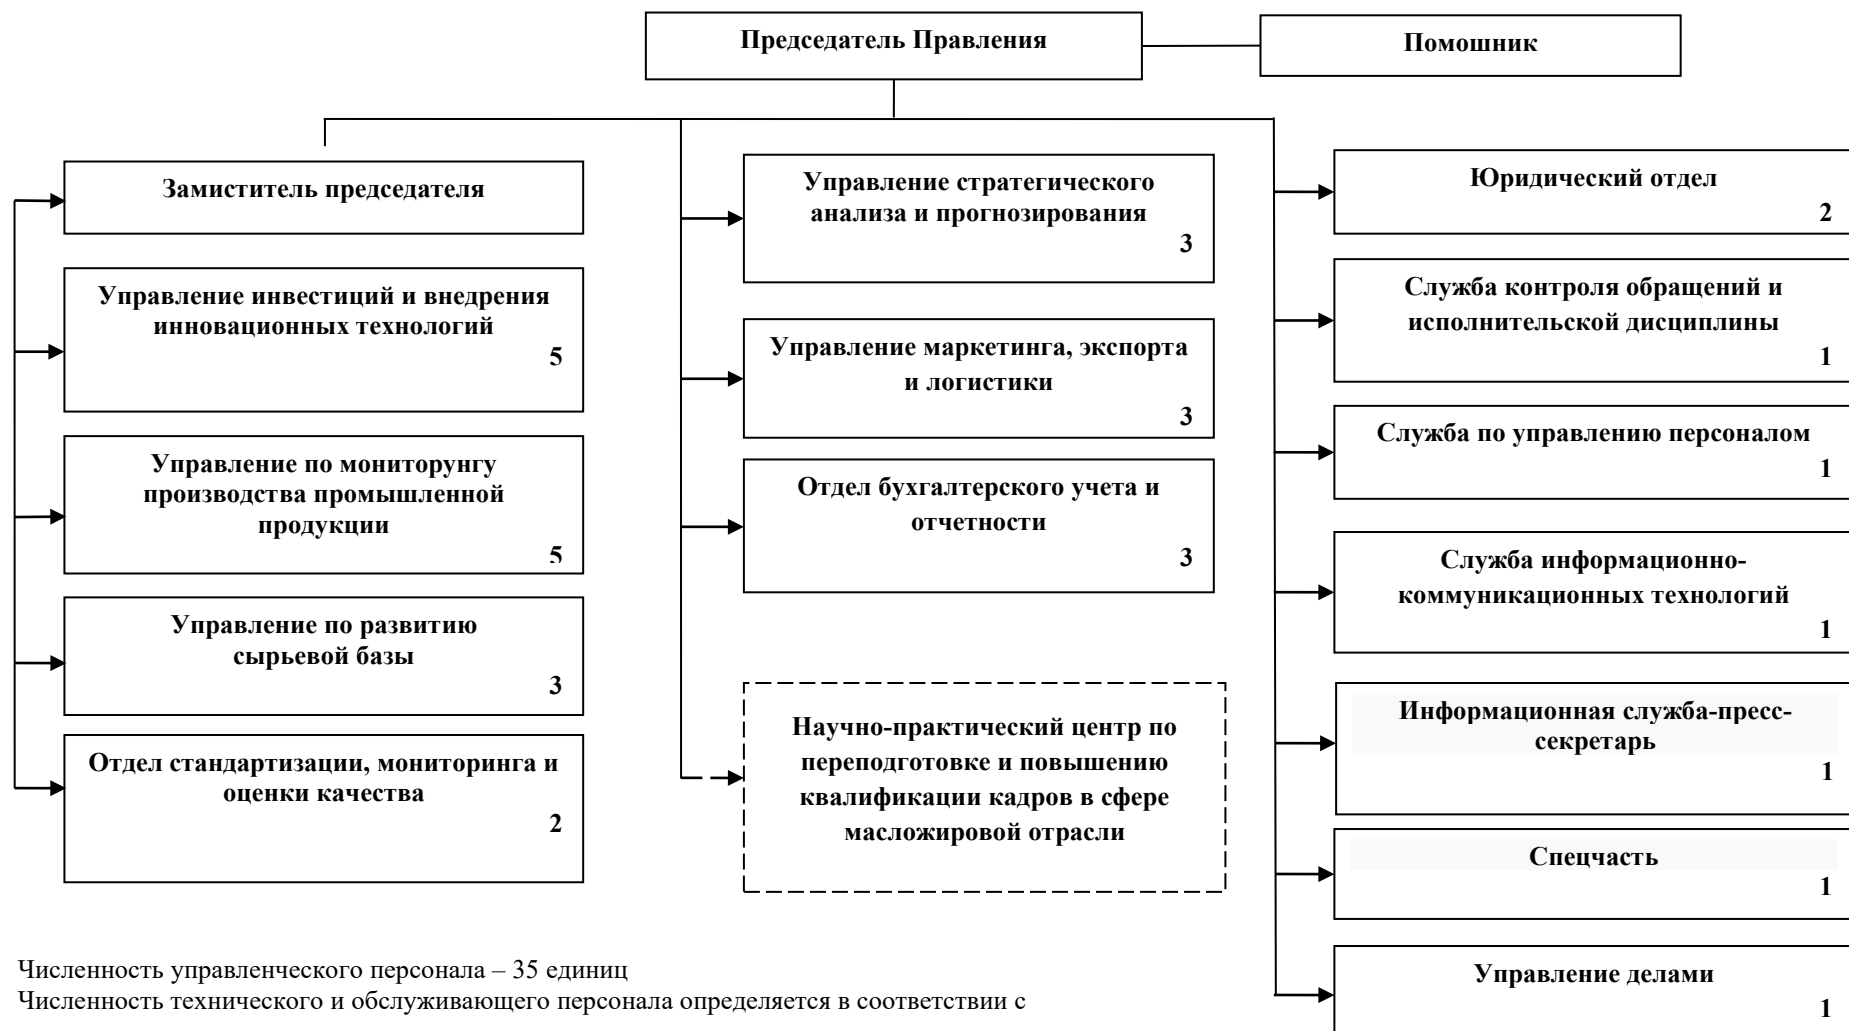 Председатель Правления
Помошник
Замиститель председателя
Управление инвестиций и внедрения
инновационных технологий
5
Управление по мониторунгу
производства промышленной
продукции
5
Управление по развитию
сырьевой базы
3
Отдел стандартизации, мониторинга и
оценки качества
2
Управление стратегического
анализа и прогнозирования
3
Управление маркетинга, экспорта
и логистики
3
Отдел бухгалтерского учета и
отчетности
3
Научно-практический центр по
переподготовке и повышению
квалификации кадров в сфере
масложировой отрасли
Юридический отдел
2
Служба контроля обращений и
исполнительской дисциплины
1
Служба по управлению персоналом
1
Служба информационно-
коммуникационных технологий
1
Информационная служба-пресс-
секретарь
1
Спецчасть
1
Управление делами
1
Численность управленческого персонала – 35 единиц
Численность технического и обслуживающего персонала определяется в соответствии с